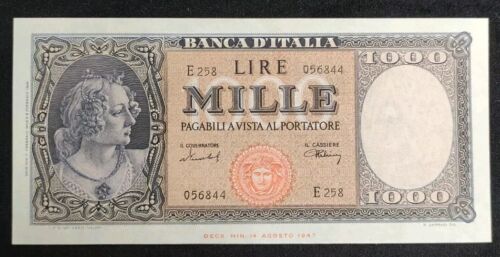 BANCA D'ITALIA
1000
E 258 LIRE 056844
MILLE
PAGABILI A VISTA AL PORTATORE
IL GOVERNATORE
IL CASSIERE
056844
E 258
1000
DECR. MIN. 14 AGOSTO 1947